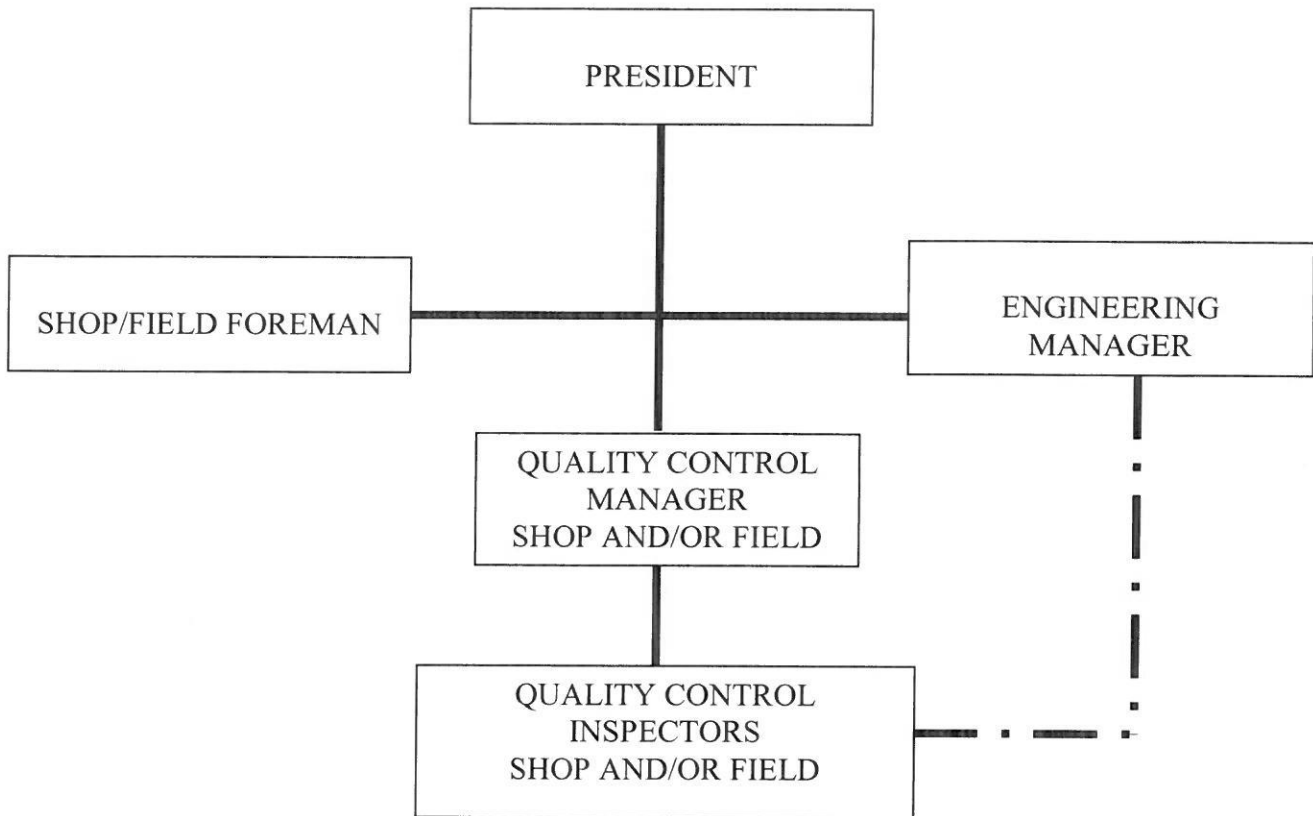 PRESIDENT
SHOP/FIELD FOREMAN
ENGINEERING
MANAGER
QUALITY CONTROL
MANAGER
SHOP AND/OR FIELD
QUALITY CONTROL
INSPECTORS
SHOP AND/OR FIELD